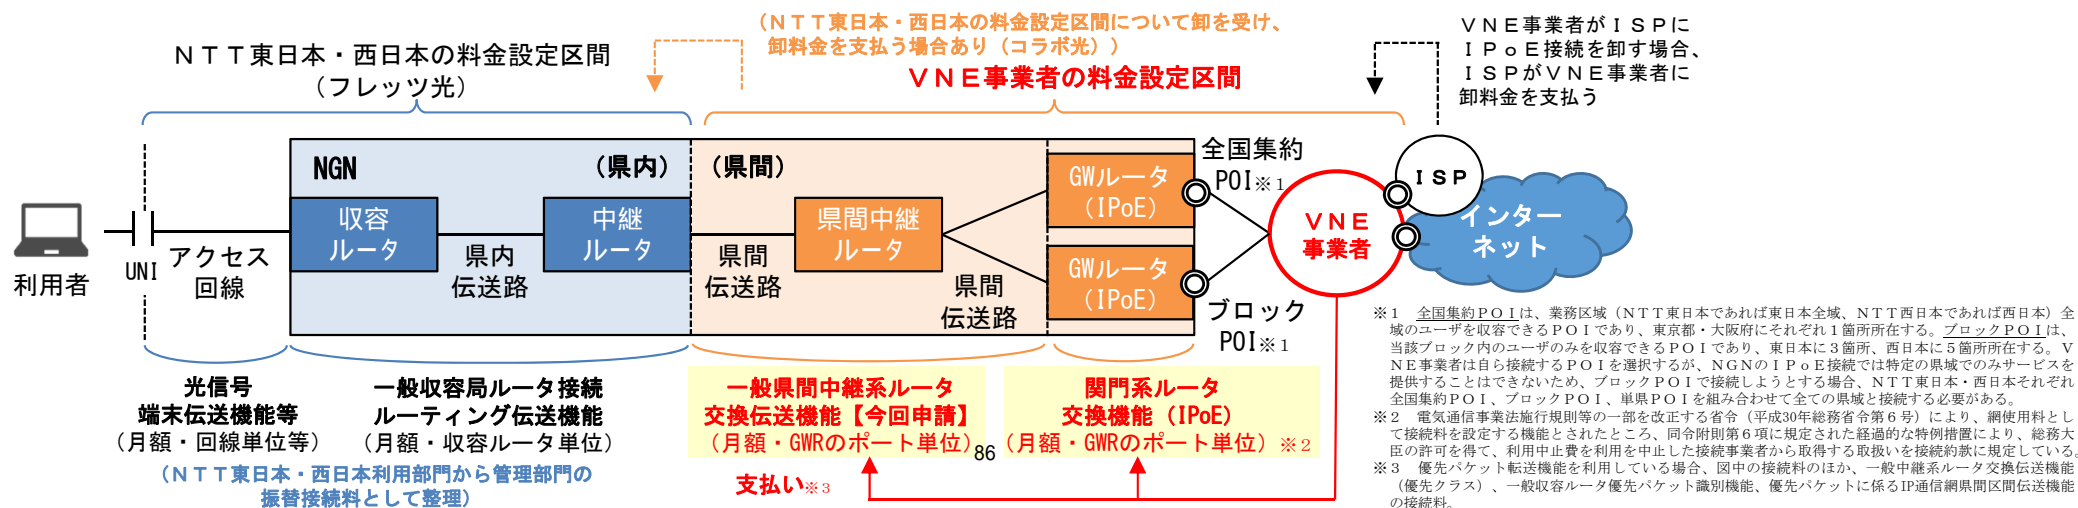 （ＮＴＴ東日本・西日本の料金設定区間について卸を受け、
卸料金を支払う場合あり（コラボ光））
ＶＮＥ事業者がＩＳＰに
ＩＰｏＥ接続を卸す場合、
ＩＳＰがＶＮＥ事業者に
卸料金を支払う
ＮＴＴ東日本・西日本の料金設定区間
（フレッツ光）
ＶＮＥ事業者の料金設定区間
NGN
（県内）
（県間）
全国集約
POI※１
利用者
UNI
アクセス
回線
収容
ルータ
県内
伝送路
中継
ルータ
県間
伝送路
県間中継
ルータ
県間
伝送路
GWルータ
（IPoE）
GWルータ
（IPoE）
ブロック
POI※１
ＶＮＥ
事業者
ＩＳＰ
インター
ネット
光信号
端末伝送機能等
（月額・回線単位等）
一般収容局ルータ接続
ルーティング伝送機能
（月額・収容ルータ単位）
（ＮＴＴ東日本・西日本利用部門から管理部門の
振替接続料として整理）
一般県間中継系ルータ
交換伝送機能【今回申請】
（月額・GWRのポート単位）
関門系ルータ
交換機能（IPoE）
（月額・GWRのポート単位）※２
86
支払い※３
※１　全国集約ＰＯＩは、業務区域（ＮＴＴ東日本であれば東日本全域、ＮＴＴ西日本であれば西日本）全
域のユーザを収容できるＰＯＩであり、東京都・大阪府にそれぞれ１箇所所在する。ブロックＰＯＩは、
当該ブロック内のユーザのみを収容できるＰＯＩであり、東日本に３箇所、西日本に５箇所所在する。Ｖ
ＮＥ事業者は自ら接続するＰＯＩを選択するが、ＮＧＮのＩＰｏＥ接続では特定の県域でのみサービスを
提供することはできないため、ブロックＰＯＩで接続しようとする場合、ＮＴＴ東日本・西日本それぞれ
全国集約ＰＯＩ、ブロックＰＯＩ、単県ＰＯＩを組み合わせて全ての県域と接続する必要がある。
※２　電気通信事業法施行規則等の一部を改正する省令（平成30年総務省令第６号）により、網使用料とし
て接続料を設定する機能とされたところ、同令附則第６項に規定された経過的な特例措置により、総務大
臣の許可を得て、利用中止費を利用を中止した接続事業者から取得する取扱いを接続約款に規定している。
※３　優先パケット転送機能を利用している場合、図中の接続料のほか、一般中継系ルータ交換伝送機能
（優先クラス）、一般収容ルータ優先パケット識別機能、優先パケットに係るIP通信網県間区間伝送機能
の接続料。